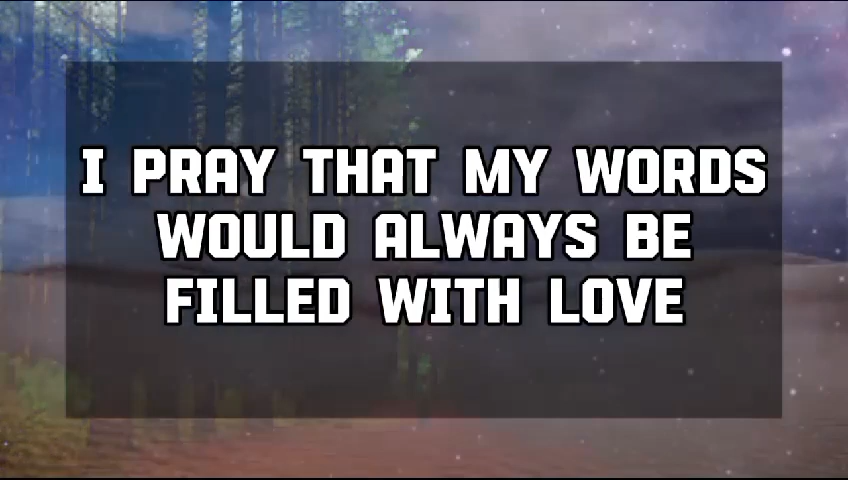 I PRAY THAT MY WORDS
WOULD ALWAYS BE
FILLED WITH LOVE